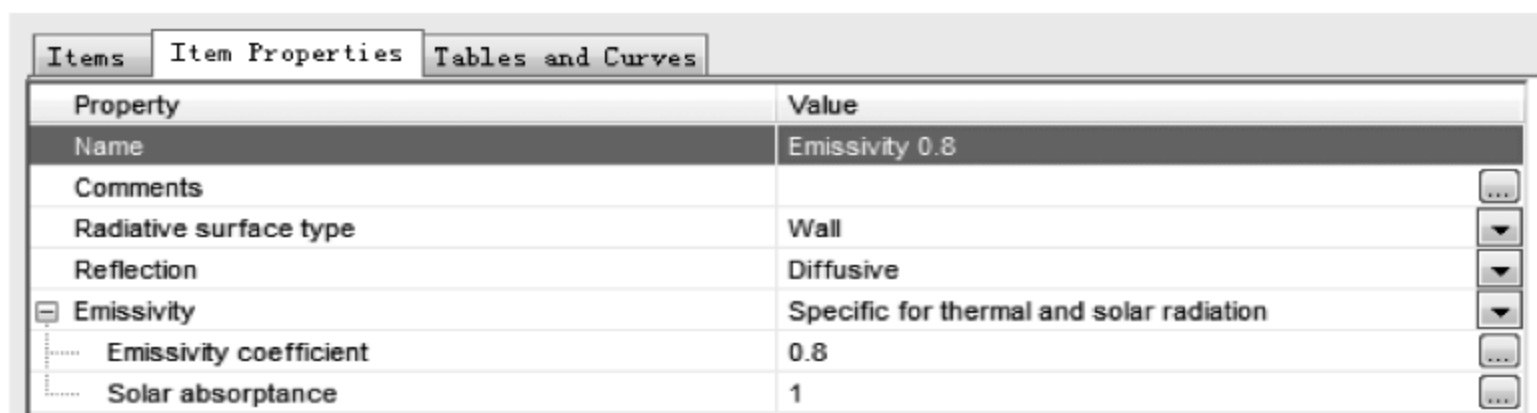 Items Item Properties Tables and Curves
Property Value
Name Emissivity 0.8
Comments ...
Radiative surface type Wall
Reflection Diffusive
Emissivity Specific for thermal and solar radiation
Emissivity coefficient 0.8 ...
Solar absorptance 1 ...